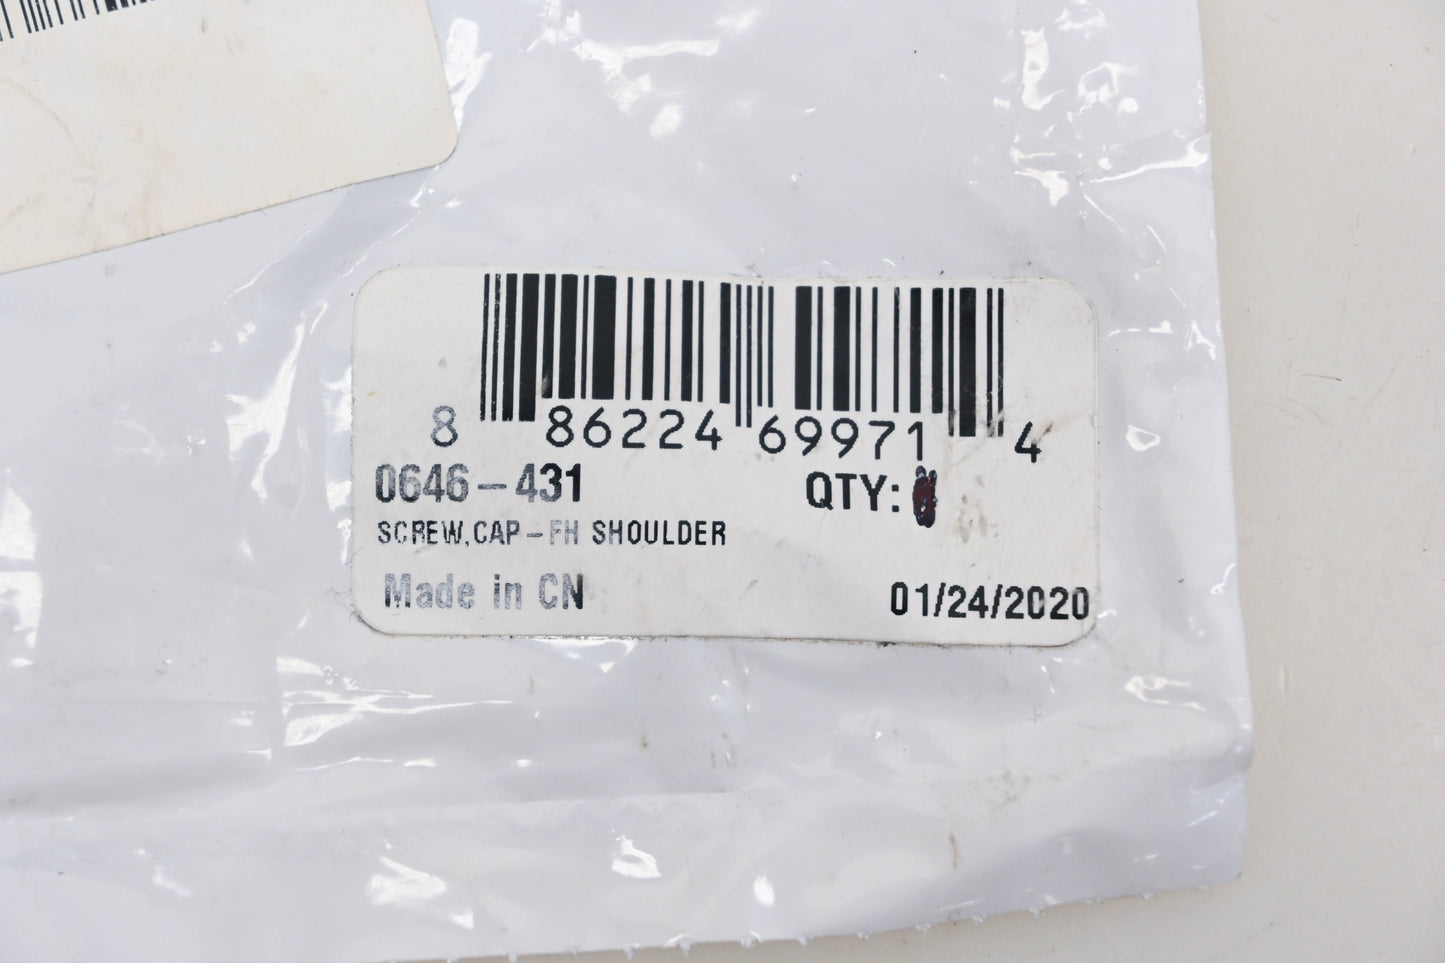 8 86224 69971 4
0646-431 QTY:
SCREW,CAP-FH SHOULDER
Made in CN 01/24/2020